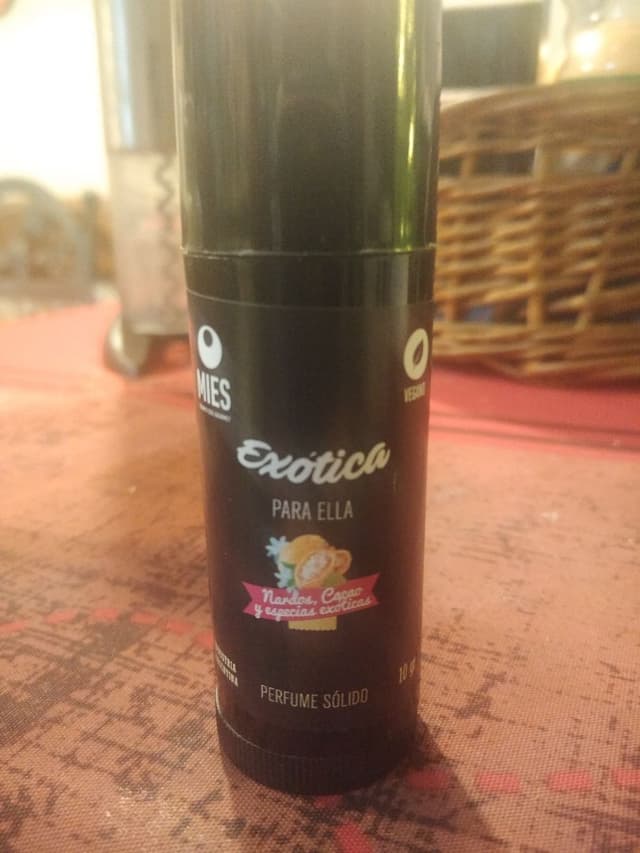 MIES
VEGANO
Exótica
PARA ELLA
Nardos, Cacao
y especias exóticas
PERFUME SÓLIDO
10 g